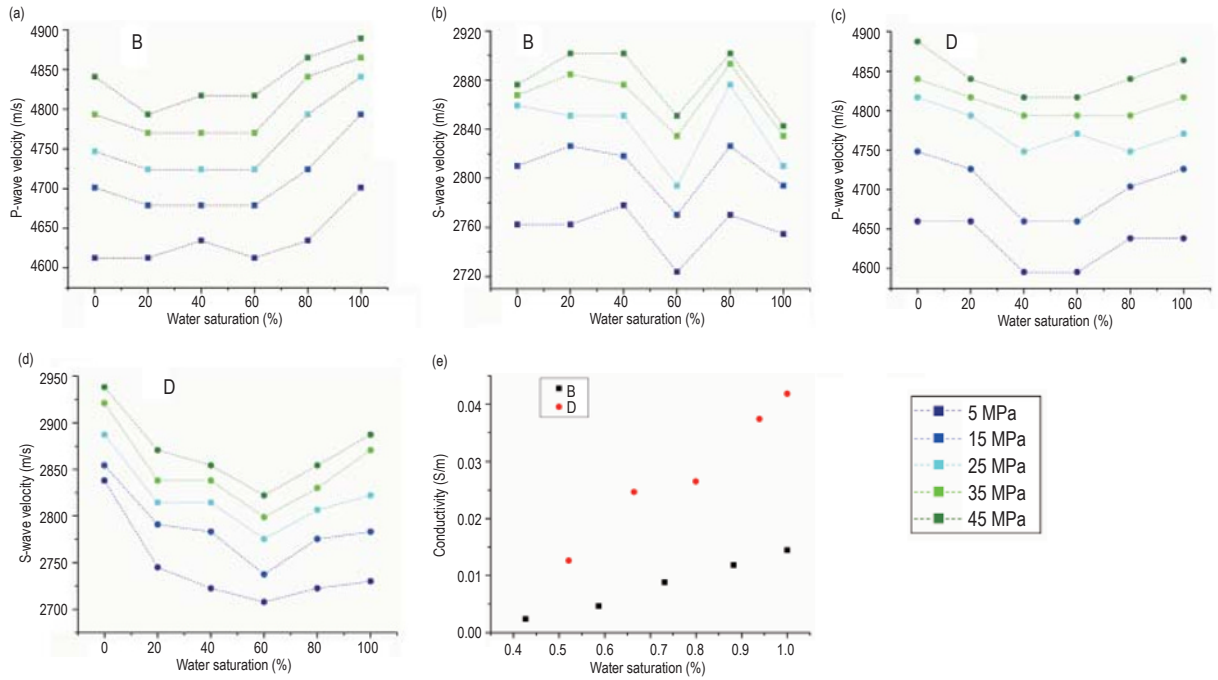 (a)
B
4900
4850
4800
4750
4700
4650
4600
P-wave velocity (m/s)
0 20 40 60 80 100
Water saturation (%)
(b)
B
2920
2880
2840
2800
2760
2720
S-wave velocity (m/s)
0 20 40 60 80 100
Water saturation (%)
(c)
D
4900
4850
4800
4750
4700
4650
4600
P-wave velocity (m/s)
0 20 40 60 80 100
Water saturation (%)
(d)
D
2950
2900
2850
2800
2750
2700
S-wave velocity (m/s)
0 20 40 60 80 100
Water saturation (%)
(e)
B
D
0.04
0.03
0.02
0.01
0.00
Conductivity (S/m)
0.4 0.5 0.6 0.7 0.8 0.9 1.0
Water saturation (%)
5 MPa
15 MPa
25 MPa
35 MPa
45 MPa